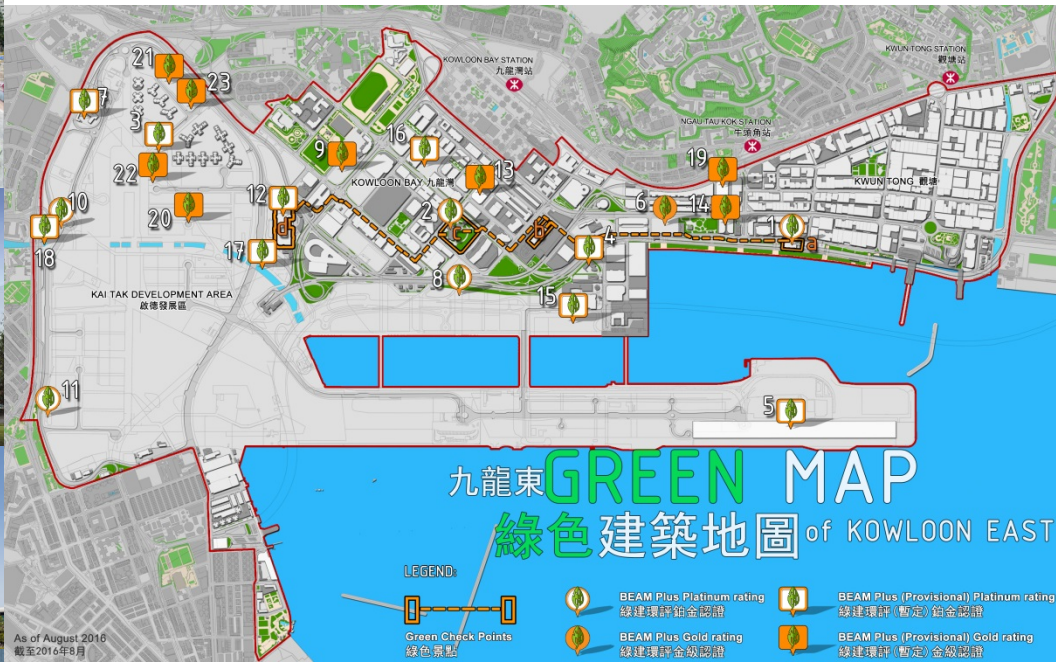 21
23
7
3
22
20
10
18
12
17
11
KOWLOON BAY STATION
九龍灣站
KWUN TONG STATION
觀塘站
NGAU TAU KOK STATION
牛頭角站
16
9
KOWLOON BAY 九龍灣
13
19
KWUN TONG 觀塘
2
6
14
1
a
b
c
d
4
8
15
5
KAI TAK DEVELOPMENT AREA
啟德發展區
九龍東GREEN MAP
綠色建築地圖of KOWLOON EAST
LEGEND:
Green Check Points
綠色景點
BEAM Plus Platinum rating
綠建環評鉑金認證
BEAM Plus Gold rating
綠建環評金級認證
BEAM Plus (Provisional) Platinum rating
綠建環評(暫定)鉑金認證
BEAM Plus (Provisional) Gold rating
綠建環評(暫定)金級認證
As of August 2016
截至2016年8月